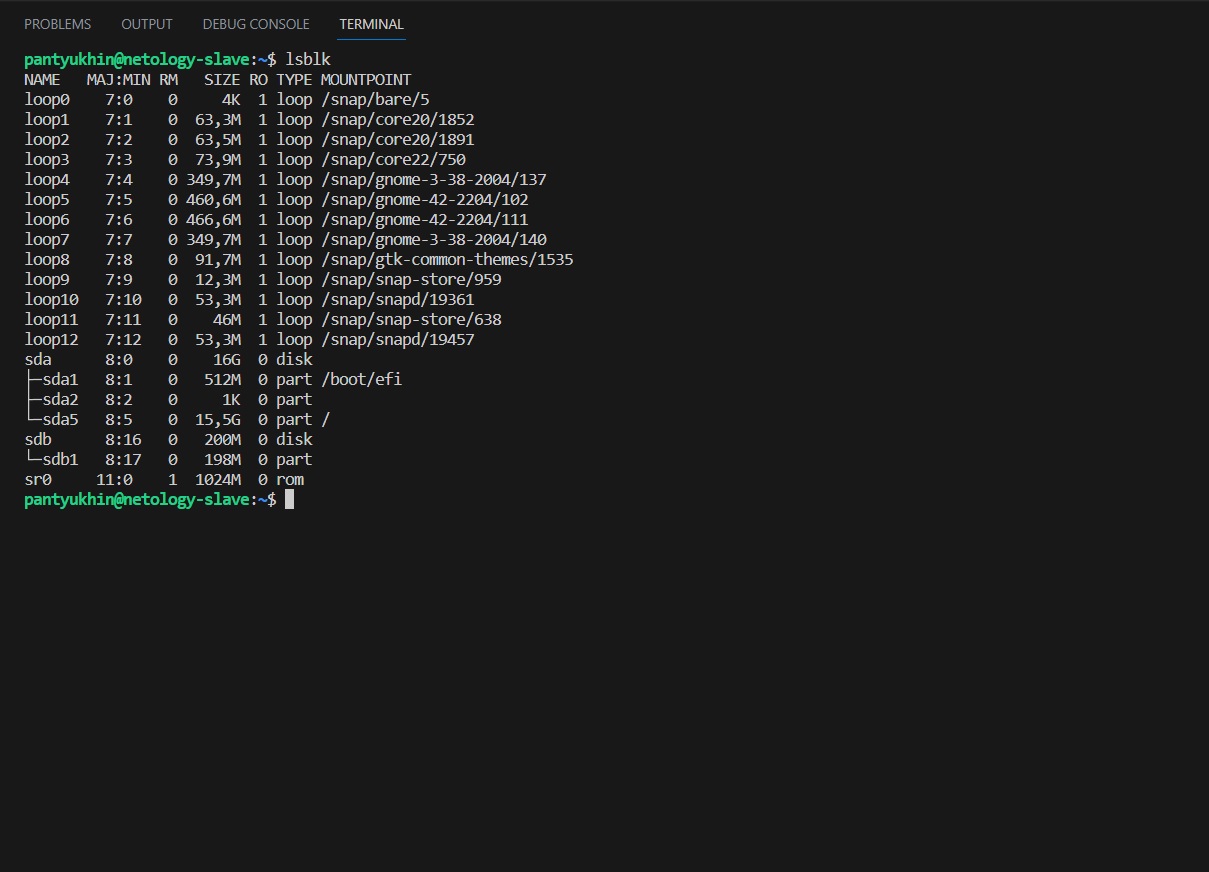 PROBLEMS OUTPUT DEBUG CONSOLE TERMINAL
pantyukhin@netology-slave:~$ lsblk
NAME   MAJ:MIN RM   SIZE RO TYPE MOUNTPOINT
loop0    7:0    0     4K  1 loop /snap/bare/5
loop1    7:1    0  63,3M  1 loop /snap/core20/1852
loop2    7:2    0  63,5M  1 loop /snap/core20/1891
loop3    7:3    0  73,9M  1 loop /snap/core22/750
loop4    7:4    0 349,7M  1 loop /snap/gnome-3-38-2004/137
loop5    7:5    0 460,6M  1 loop /snap/gnome-42-2204/102
loop6    7:6    0 466,6M  1 loop /snap/gnome-42-2204/111
loop7    7:7    0 349,7M  1 loop /snap/gnome-3-38-2004/140
loop8    7:8    0  91,7M  1 loop /snap/gtk-common-themes/1535
loop9    7:9    0  12,3M  1 loop /snap/snap-store/959
loop10   7:10   0  53,3M  1 loop /snap/snapd/19361
loop11   7:11   0    46M  1 loop /snap/snap-store/638
loop12   7:12   0  53,3M  1 loop /snap/snapd/19457
sda      8:0    0    16G  0 disk
├─sda1   8:1    0   512M  0 part /boot/efi
├─sda2   8:2    0     1K  0 part
└─sda5   8:5    0  15,5G  0 part /
sdb      8:16   0   200M  0 disk
└─sdb1   8:17   0   198M  0 part
sr0     11:0    1  1024M  0 rom
pantyukhin@netology-slave:~$